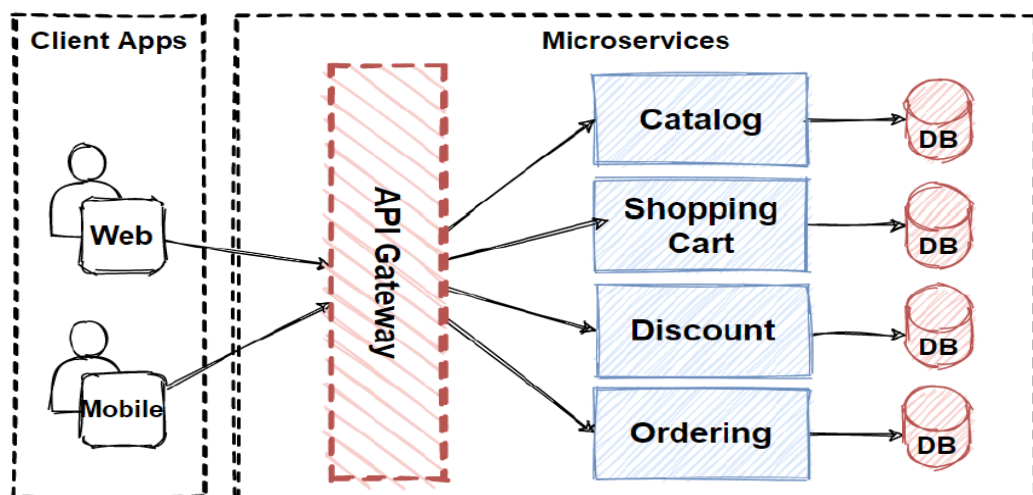 Client Apps
Microservices
Web
Mobile
API Gateway
Catalog
DB
Shopping
Cart
DB
Discount
DB
Ordering
DB